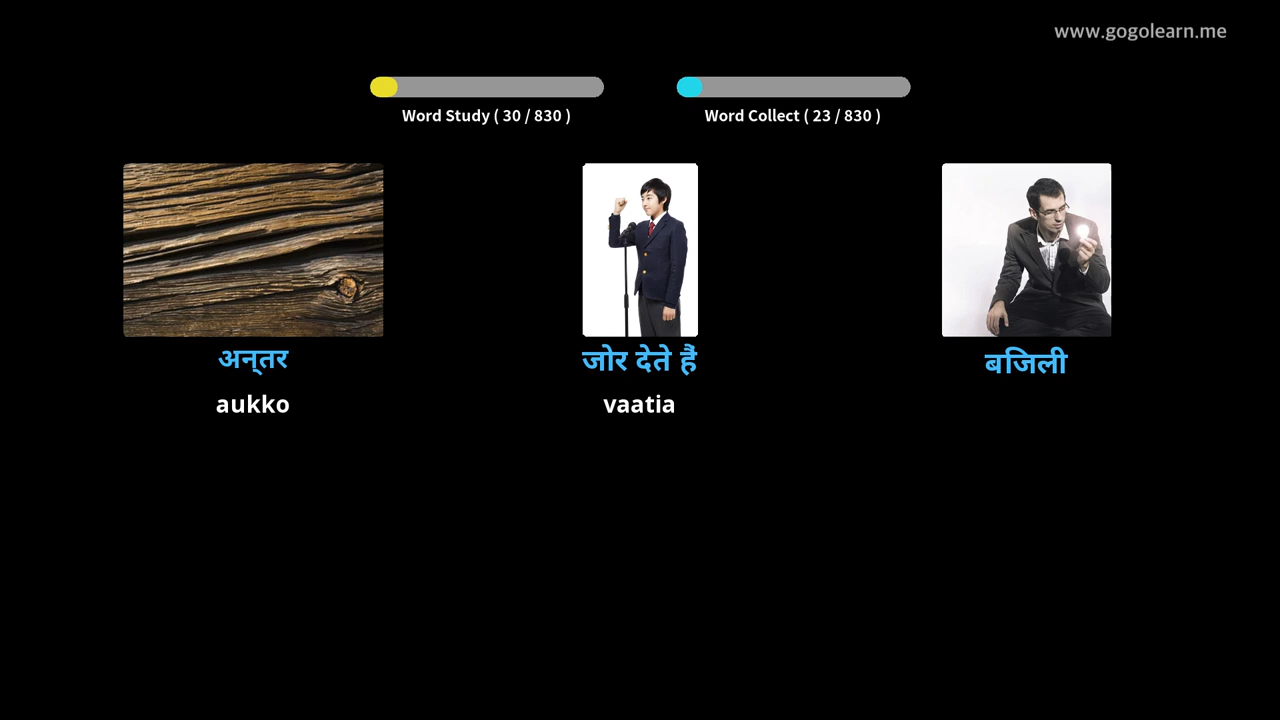 www.gogolearn.me
Word Study ( 30 / 830 )
Word Collect ( 23 / 830 )
अन्‌तर
जोर देते हैं
बजिली
aukko
vaatia